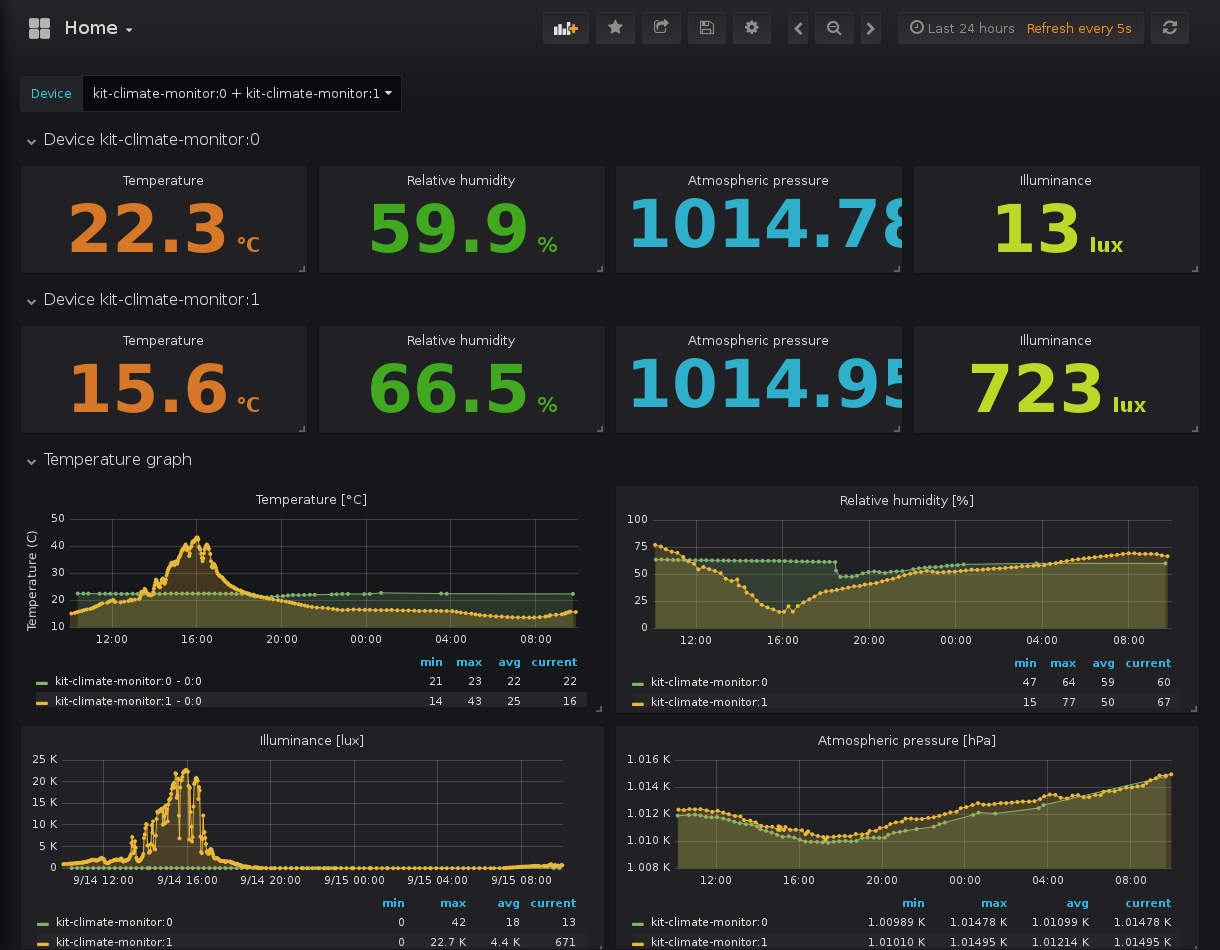 Home
Last 24 hours Refresh every 5s
Device kit-climate-monitor:0 + kit-climate-monitor:1
Device kit-climate-monitor:0
Temperature Relative humidity Atmospheric pressure Illuminance
22.3 °C 59.9 % 1014.78 13 lux
Device kit-climate-monitor:1
Temperature Relative humidity Atmospheric pressure Illuminance
15.6 °C 66.5 % 1014.95 723 lux
Temperature graph
Temperature [°C]
Temperature (C)
50
40
30
20
10
12:00 16:00 20:00 00:00 04:00 08:00
min max avg current
kit-climate-monitor:0 - 0:0 21 23 22 22
kit-climate-monitor:1 - 0:0 14 43 25 16
Relative humidity [%]
100
75
50
25
0
12:00 16:00 20:00 00:00 04:00 08:00
min max avg current
kit-climate-monitor:0 47 64 59 60
kit-climate-monitor:1 15 77 50 67
Illuminance [lux]
25 K
20 K
15 K
10 K
5 K
0
9/14 12:00 9/14 16:00 9/14 20:00 9/15 00:00 9/15 04:00 9/15 08:00
min max avg current
kit-climate-monitor:0 0 42 18 13
kit-climate-monitor:1 0 22.7 K 4.4 K 671
Atmospheric pressure [hPa]
1.016 K
1.014 K
1.012 K
1.010 K
1.008 K
12:00 16:00 20:00 00:00 04:00 08:00
min max avg current
kit-climate-monitor:0 1.00989 K 1.01478 K 1.01099 K 1.01478 K
kit-climate-monitor:1 1.01010 K 1.01495 K 1.01214 K 1.01495 K